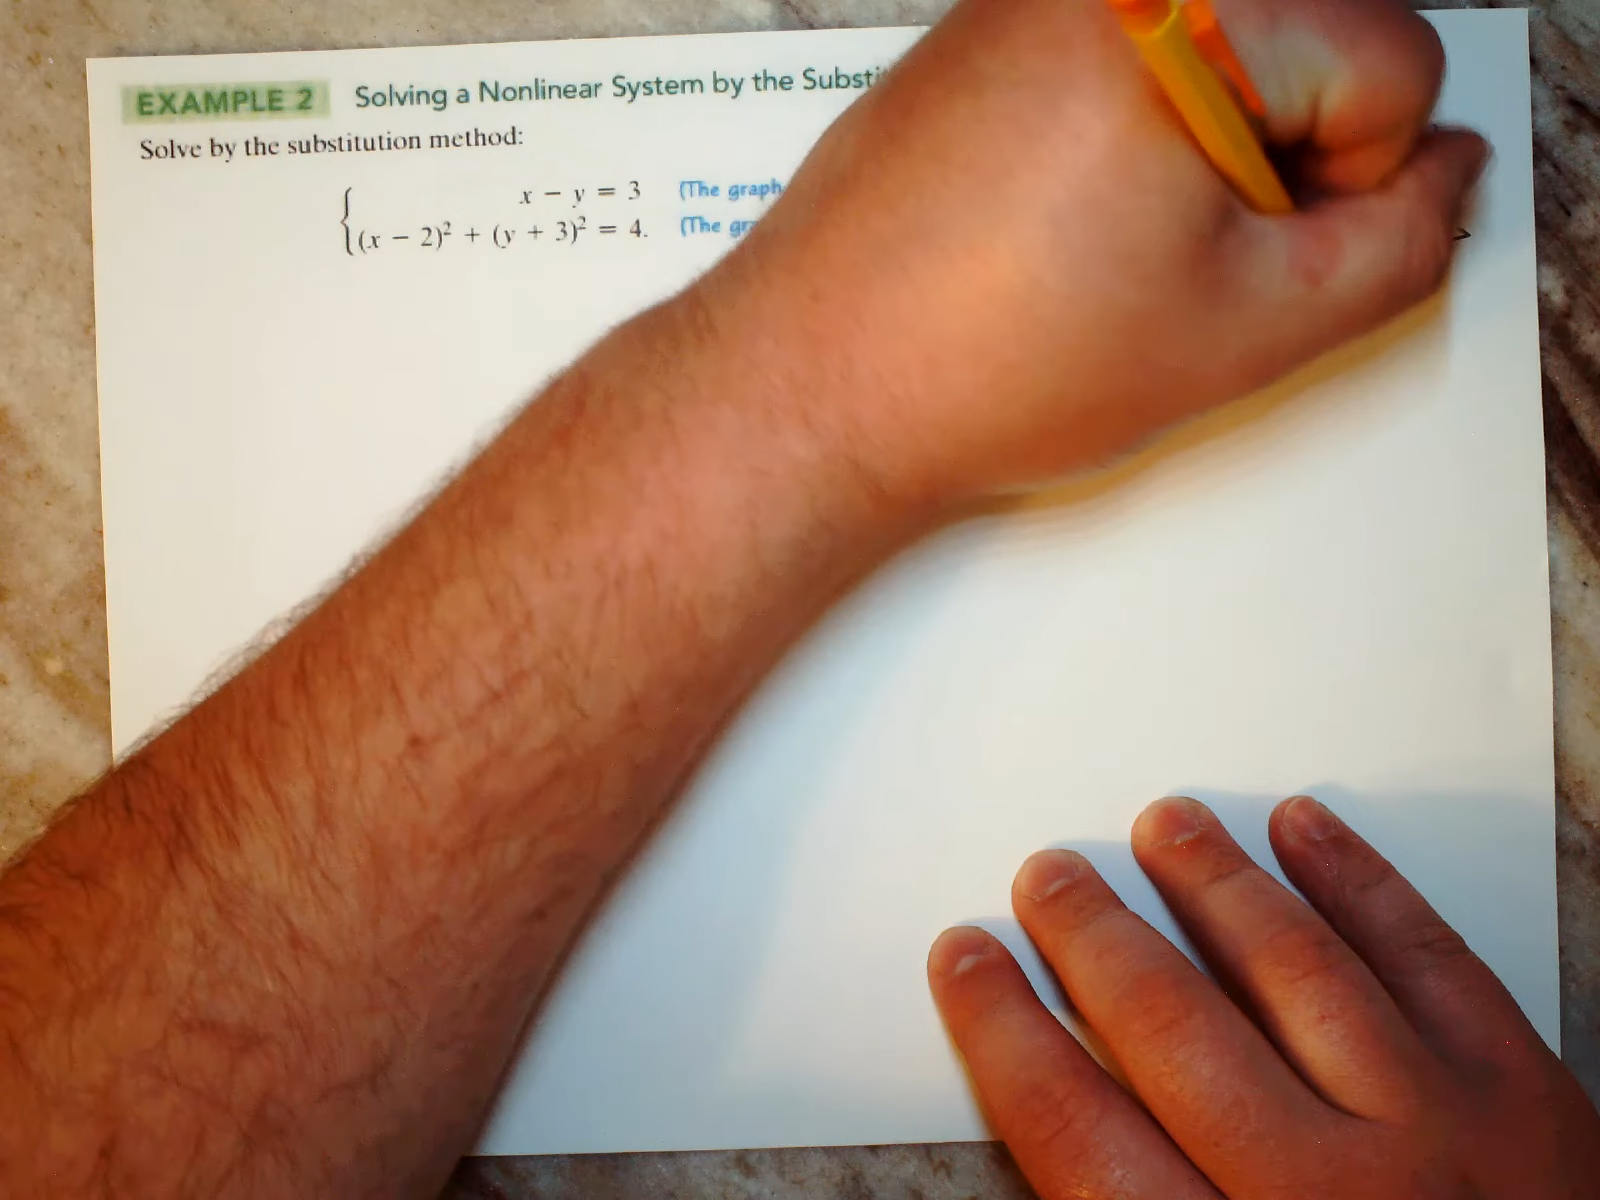 EXAMPLE 2 Solving a Nonlinear System by the
Solve by the substitution method:
x − y = 3 (The graph
(x − 2)² + (y + 3)² = 4. (The